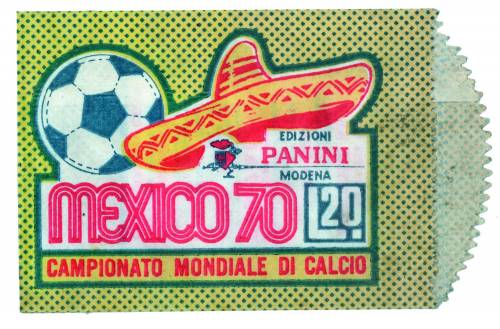 EDIZIONI
PANINI
MODENA
MEXICO 70 L.20
CAMPIONATO MONDIALE DI CALCIO